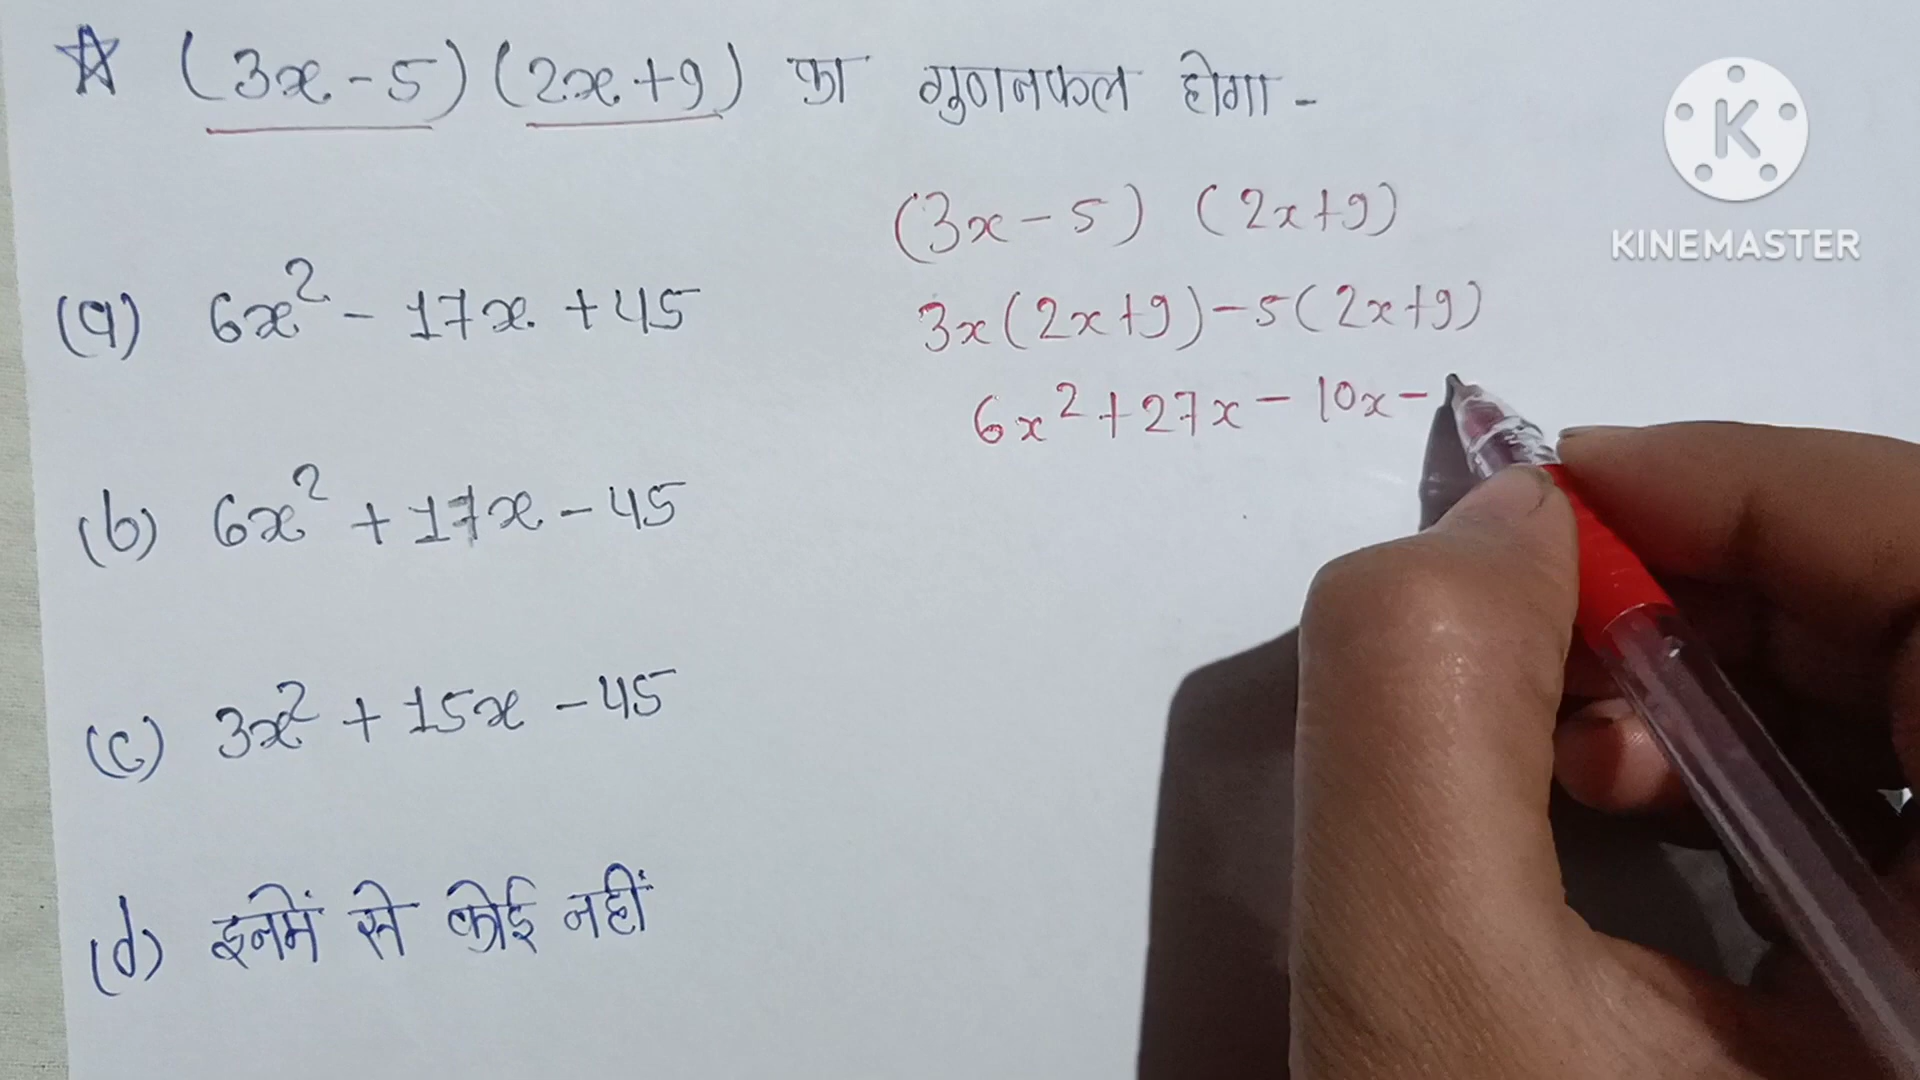 ☆ (3x - 5) (2x + 9) का गुणनफल होगा -
(a) 6x² - 17x + 45
(b) 6x² + 17x - 45
(c) 3x² + 15x - 45
(d) इनमें से कोई नहीं
(3x - 5) (2x + 9)
3x (2x + 9) - 5 (2x + 9)
6x² + 27x - 10x -
K
KINEMASTER